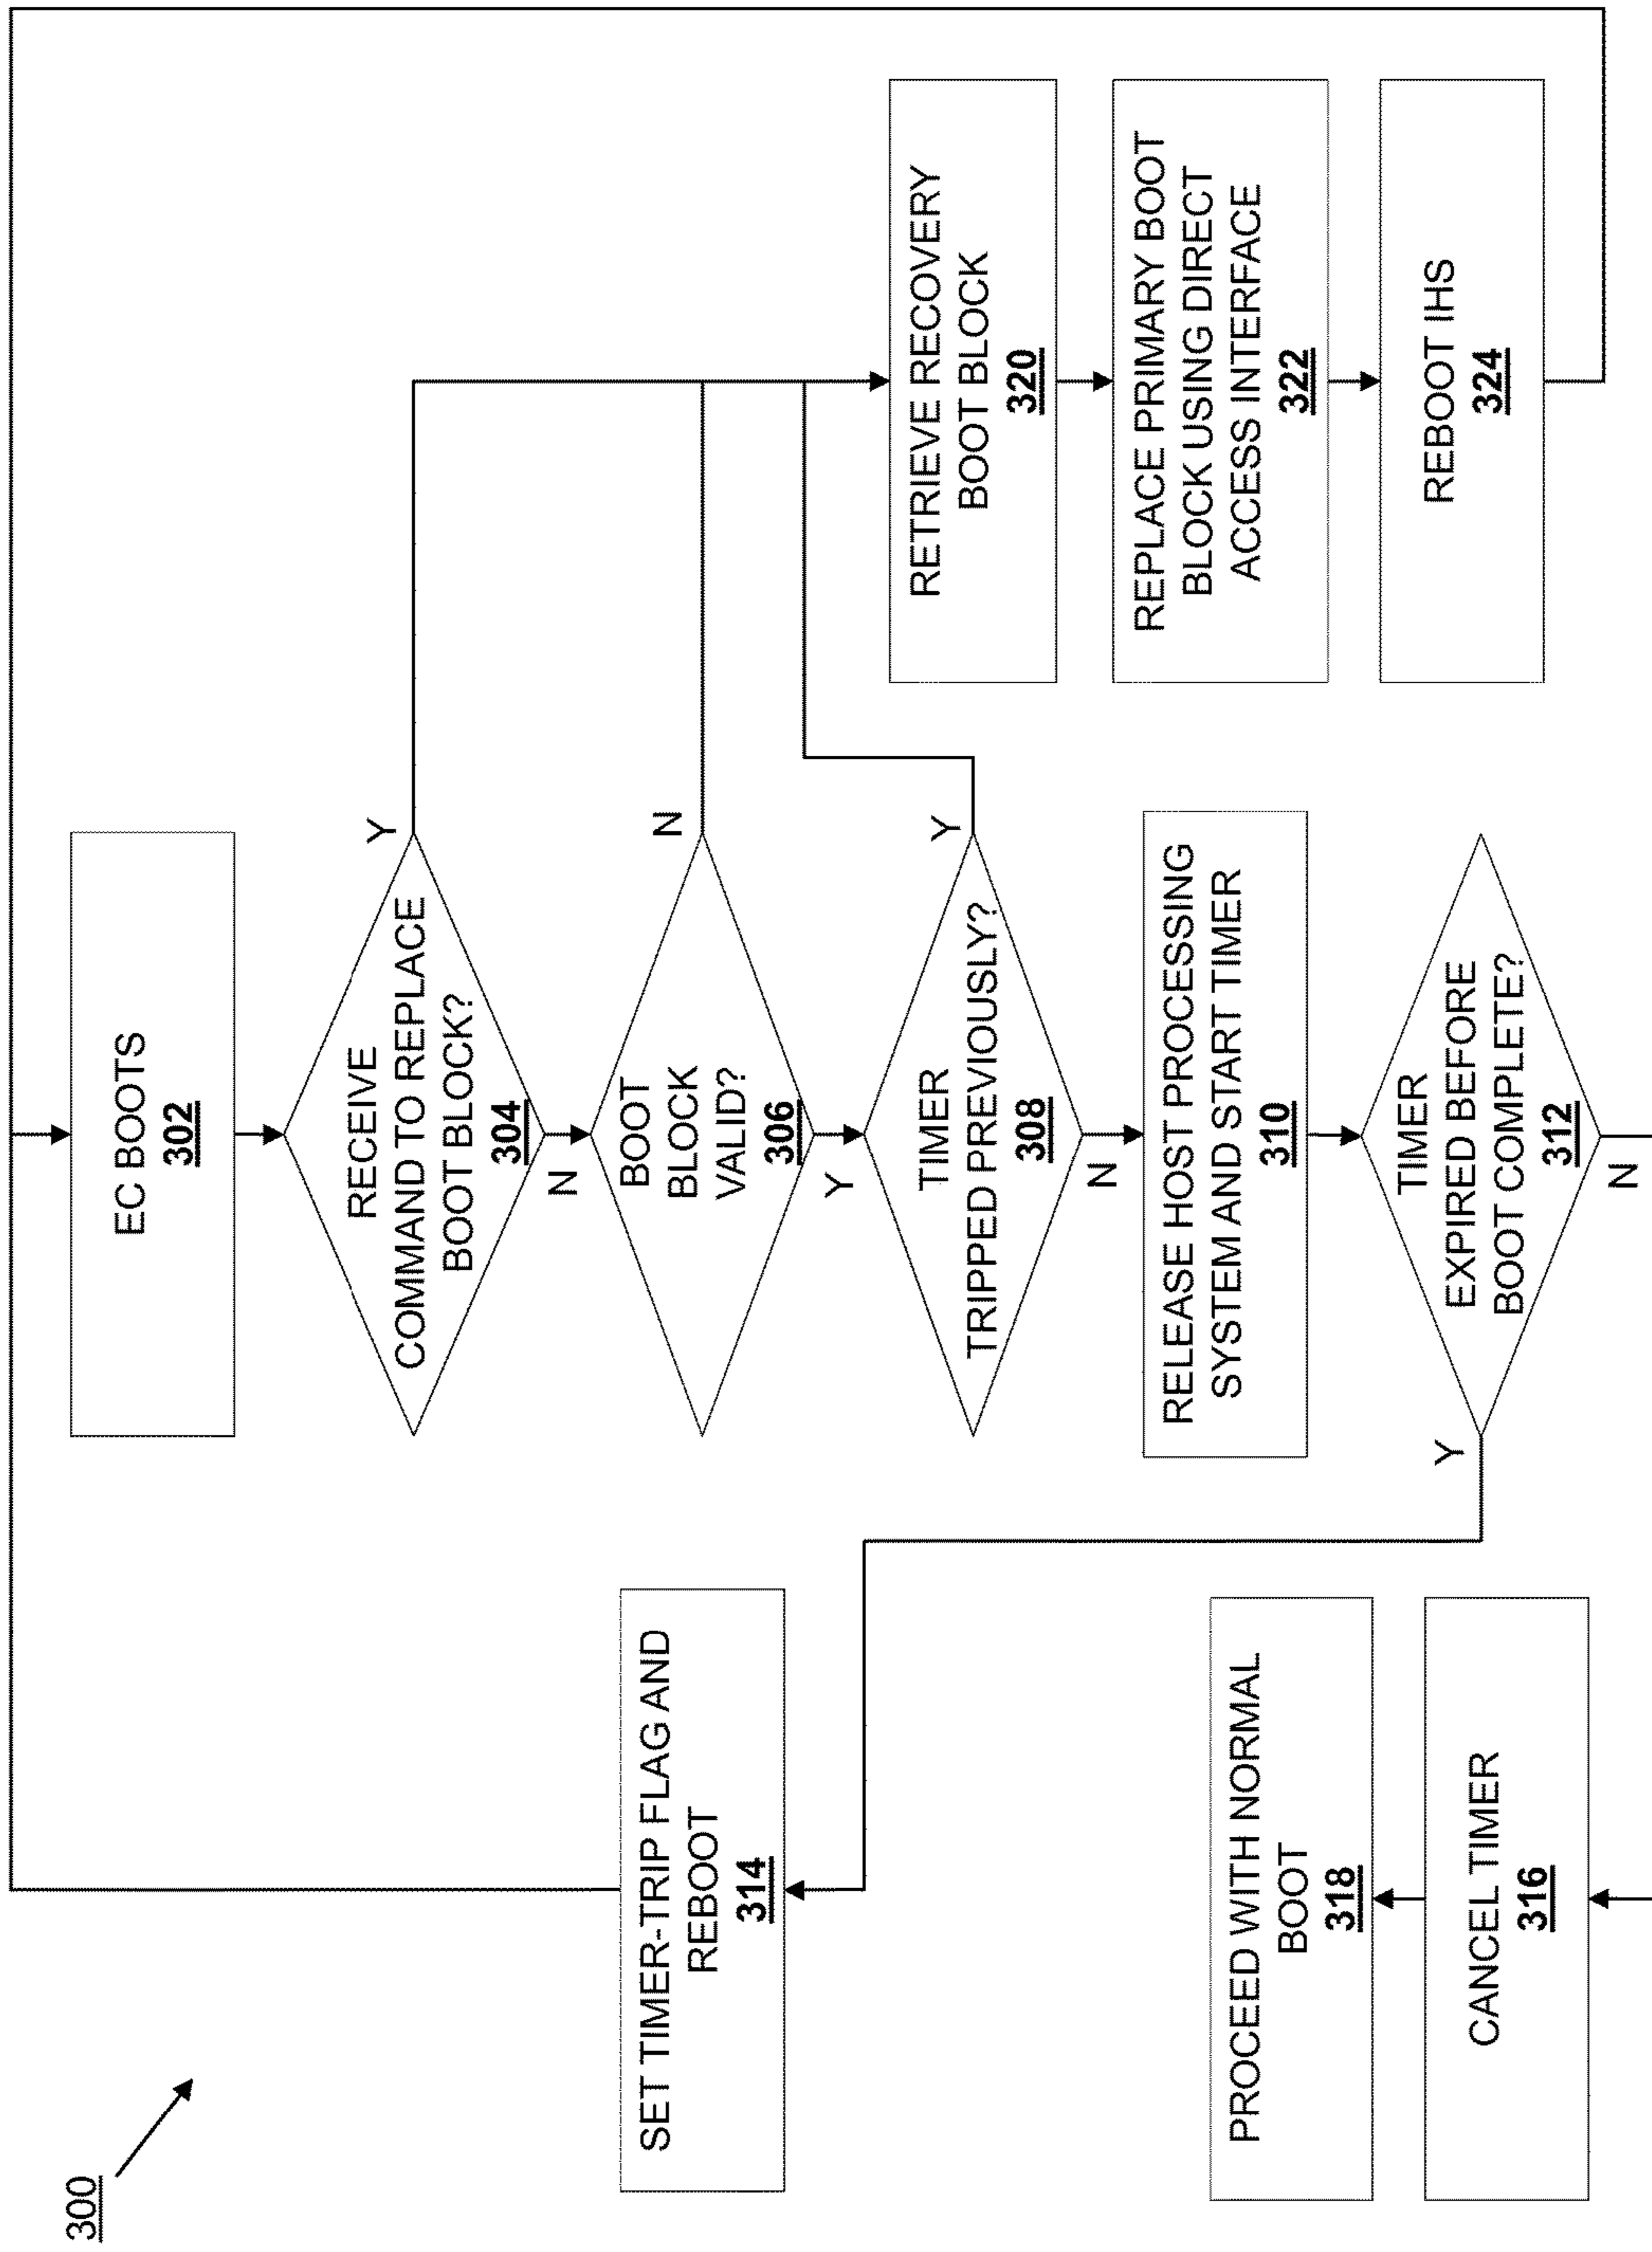 300
EC BOOTS
302
RECEIVE
COMMAND TO REPLACE
BOOT BLOCK?
304
Y
N
BOOT
BLOCK
VALID?
306
N
Y
TIMER
TRIPPED PREVIOUSLY?
308
Y
N
RELEASE HOST PROCESSING
SYSTEM AND START TIMER
310
TIMER
EXPIRED BEFORE
BOOT COMPLETE?
312
Y
N
SET TIMER-TRIP FLAG AND
REBOOT
314
CANCEL TIMER
316
PROCEED WITH NORMAL
BOOT
318
RETRIEVE RECOVERY
BOOT BLOCK
320
REPLACE PRIMARY BOOT
BLOCK USING DIRECT
ACCESS INTERFACE
322
REBOOT IHS
324